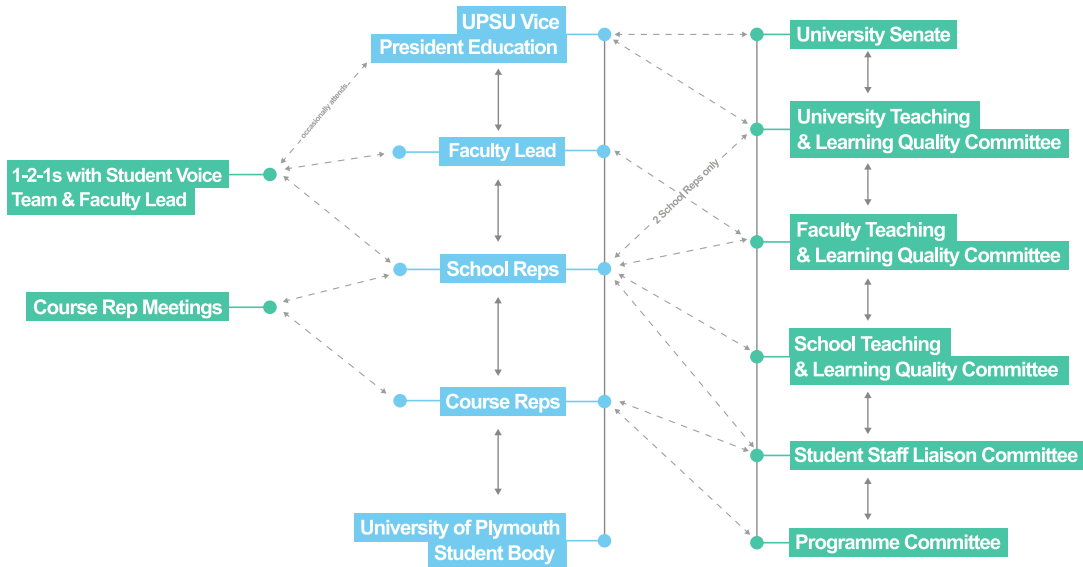 UPSU Vice
President Education
University Senate
occasionally attends
University Teaching
& Learning Quality Committee
Faculty Lead
1-2-1s with Student Voice
Team & Faculty Lead
2 School Reps only
Faculty Teaching
& Learning Quality Committee
School Reps
Course Rep Meetings
School Teaching
& Learning Quality Committee
Course Reps
Student Staff Liaison Committee
University of Plymouth
Student Body
Programme Committee